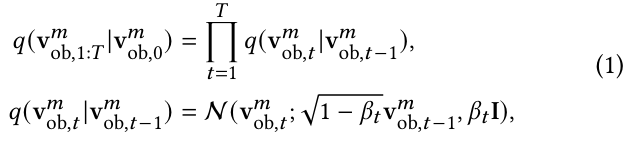 q(v^m_{ob,1:T}|v^m_{ob,0}) = ∏_{t=1}^{T} q(v^m_{ob,t}|v^m_{ob,t−1}),
(1)
q(v^m_{ob,t}|v^m_{ob,t−1}) = 𝒩(v^m_{ob,t}; √(1 − β_t) v^m_{ob,t−1}, β_t I),